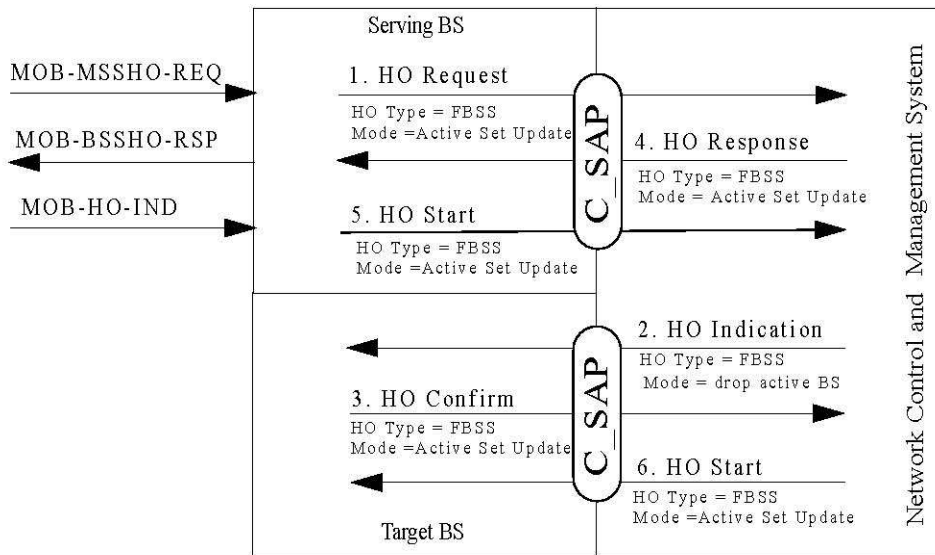 Serving BS
MOB-MSSHO-REQ
1. HO Request
HO Type = FBSS
Mode =Active Set Update
MOB-BSSHO-RSP
4. HO Response
HO Type = FBSS
Mode = Active Set Update
MOB-HO-IND
5. HO Start
HO Type = FBSS
Mode =Active Set Update
C_SAP
2. HO Indication
HO Type = FBSS
Mode = drop active BS
3. HO Confirm
HO Type = FBSS
Mode =Active Set Update
C_SAP
6. HO Start
HO Type = FBSS
Mode =Active Set Update
Target BS
Network Control and Management System